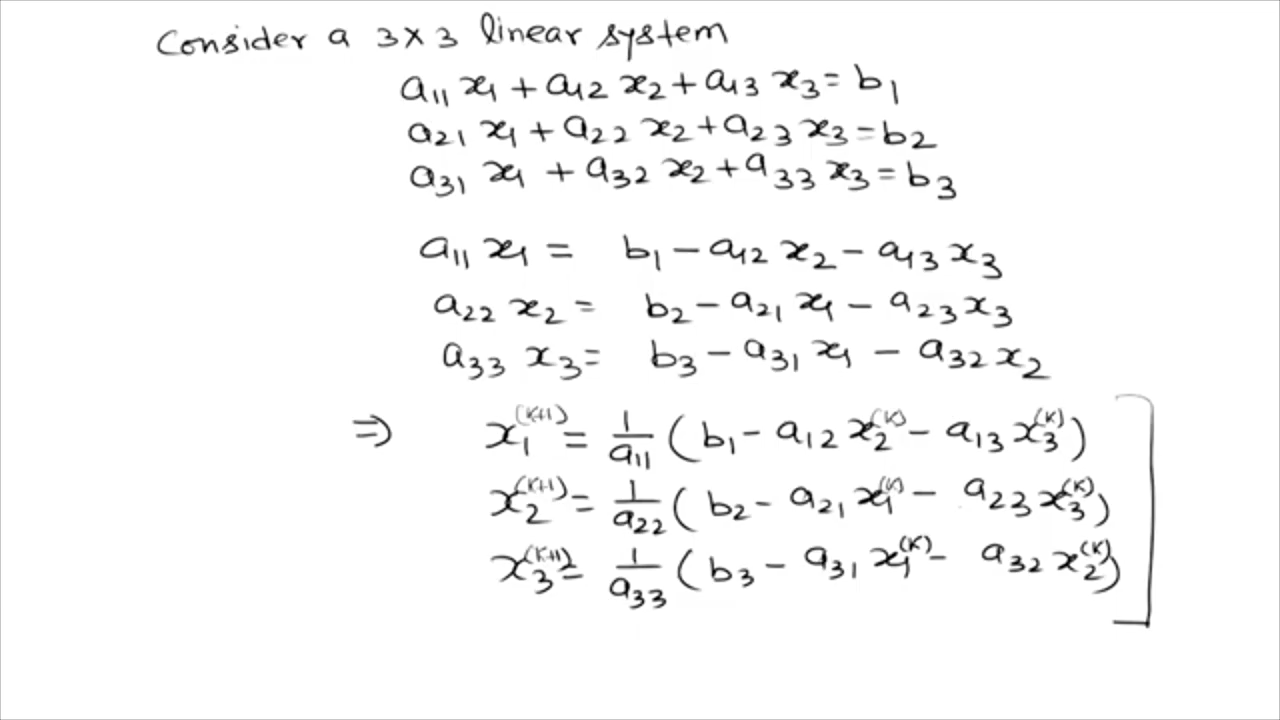 Consider a 3×3 linear system
a₁₁ x₁ + a₁₂ x₂ + a₁₃ x₃ = b₁
a₂₁ x₁ + a₂₂ x₂ + a₂₃ x₃ = b₂
a₃₁ x₁ + a₃₂ x₂ + a₃₃ x₃ = b₃
a₁₁ x₁ = b₁ − a₁₂ x₂ − a₁₃ x₃
a₂₂ x₂ = b₂ − a₂₁ x₁ − a₂₃ x₃
a₃₃ x₃ = b₃ − a₃₁ x₁ − a₃₂ x₂
⇒ x₁^(k+1) = 1/a₁₁ (b₁ − a₁₂ x₂^(k) − a₁₃ x₃^(k))
x₂^(k+1) = 1/a₂₂ (b₂ − a₂₁ x₁^(k) − a₂₃ x₃^(k))
x₃^(k+1) = 1/a₃₃ (b₃ − a₃₁ x₁^(k) − a₃₂ x₂^(k))